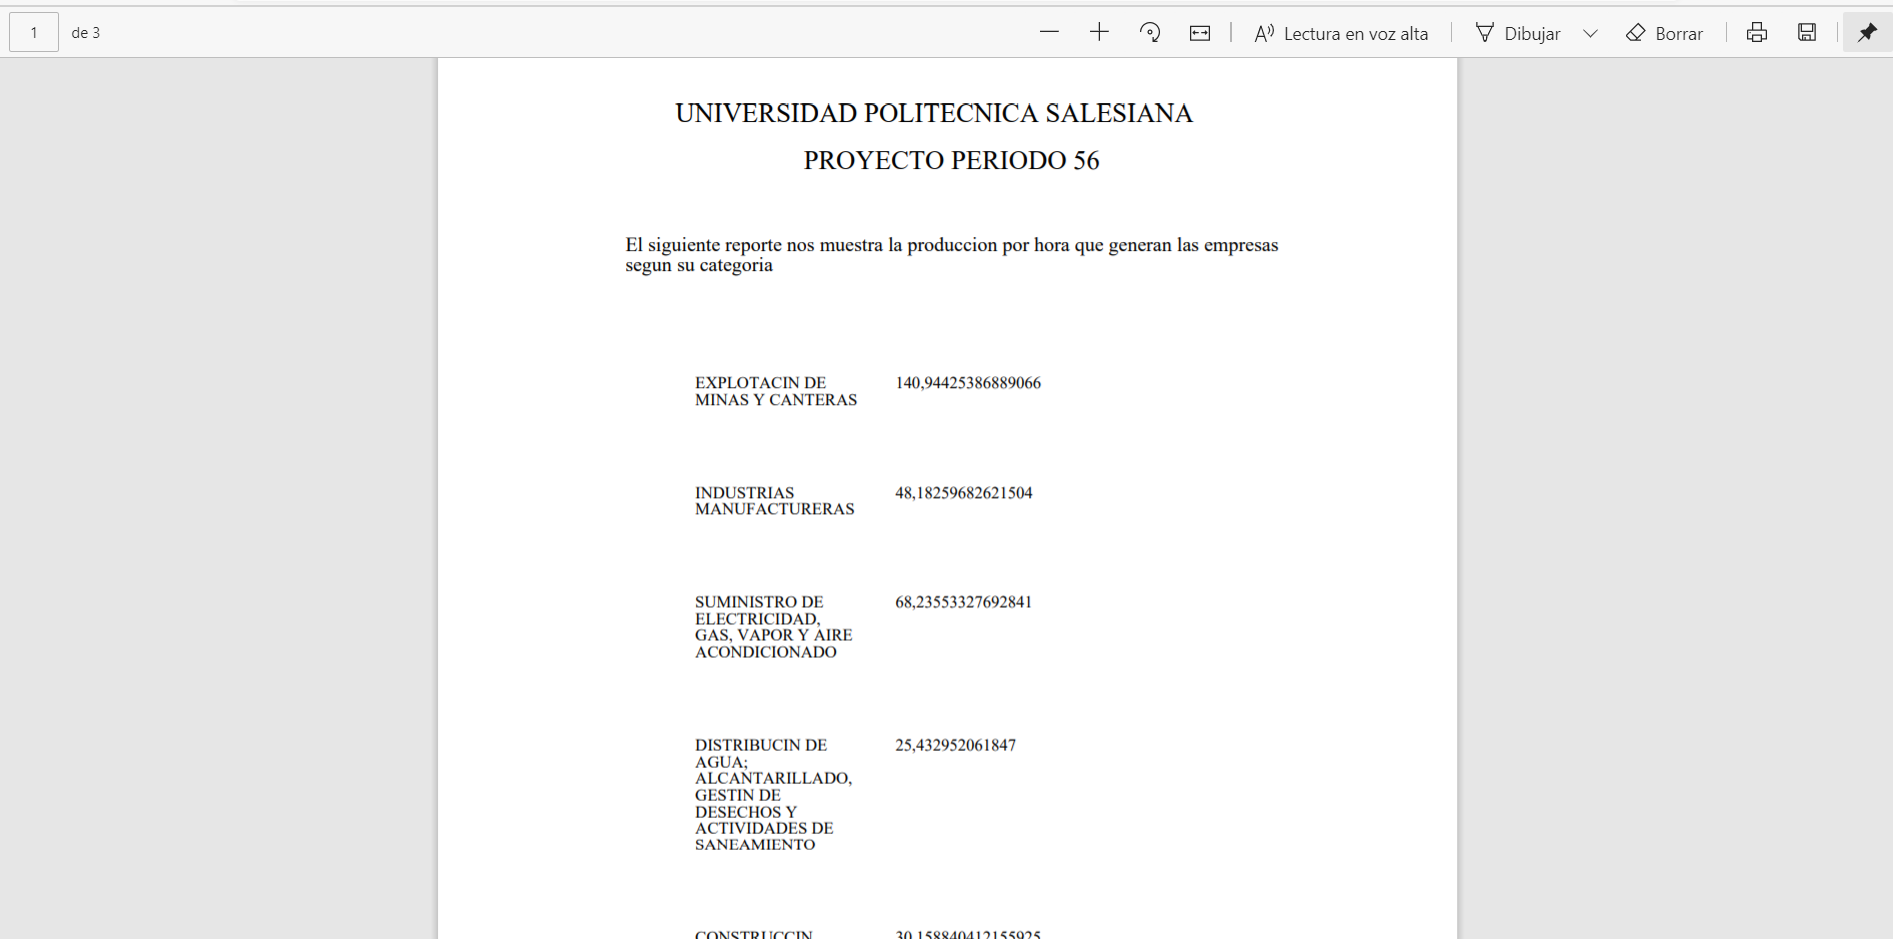 1 de 3 Lectura en voz alta Dibujar Borrar
UNIVERSIDAD POLITECNICA SALESIANA
PROYECTO PERIODO 56
El siguiente reporte nos muestra la produccion por hora que generan las empresas
segun su categoria
EXPLOTACIN DE 140,94425386889066
MINAS Y CANTERAS
INDUSTRIAS 48,18259682621504
MANUFACTURERAS
SUMINISTRO DE 68,23553327692841
ELECTRICIDAD,
GAS, VAPOR Y AIRE
ACONDICIONADO
DISTRIBUCIN DE 25,432952061847
AGUA;
ALCANTARILLADO,
GESTIN DE
DESECHOS Y
ACTIVIDADES DE
SANEAMIENTO
CONSTRUCCIN 30,158840412155925